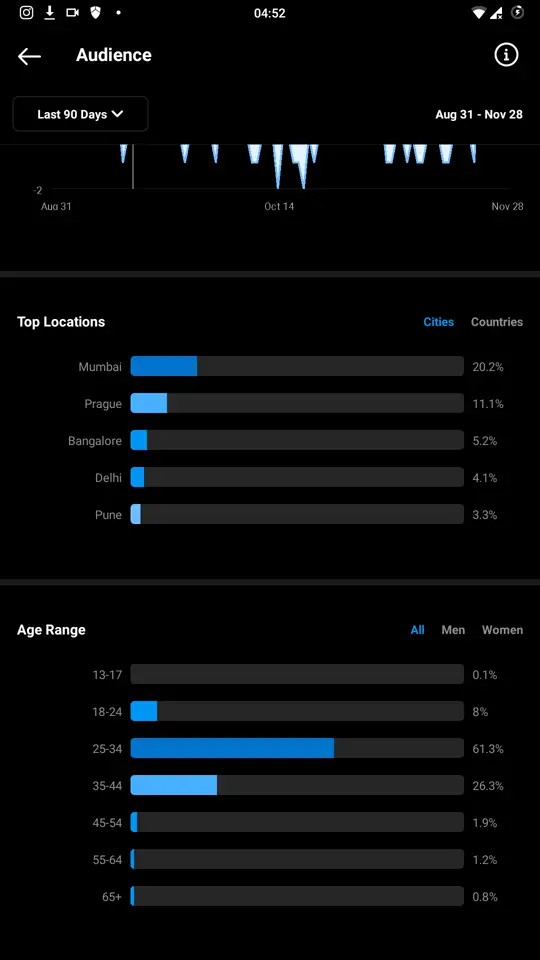 04:52
Audience
Last 90 Days Aug 31 - Nov 28
-2
Aug 31 Oct 14 Nov 28
Top Locations Cities Countries
Mumbai 20.2%
Prague 11.1%
Bangalore 5.2%
Delhi 4.1%
Pune 3.3%
Age Range All Men Women
13-17 0.1%
18-24 8%
25-34 61.3%
35-44 26.3%
45-54 1.9%
55-64 1.2%
65+ 0.8%